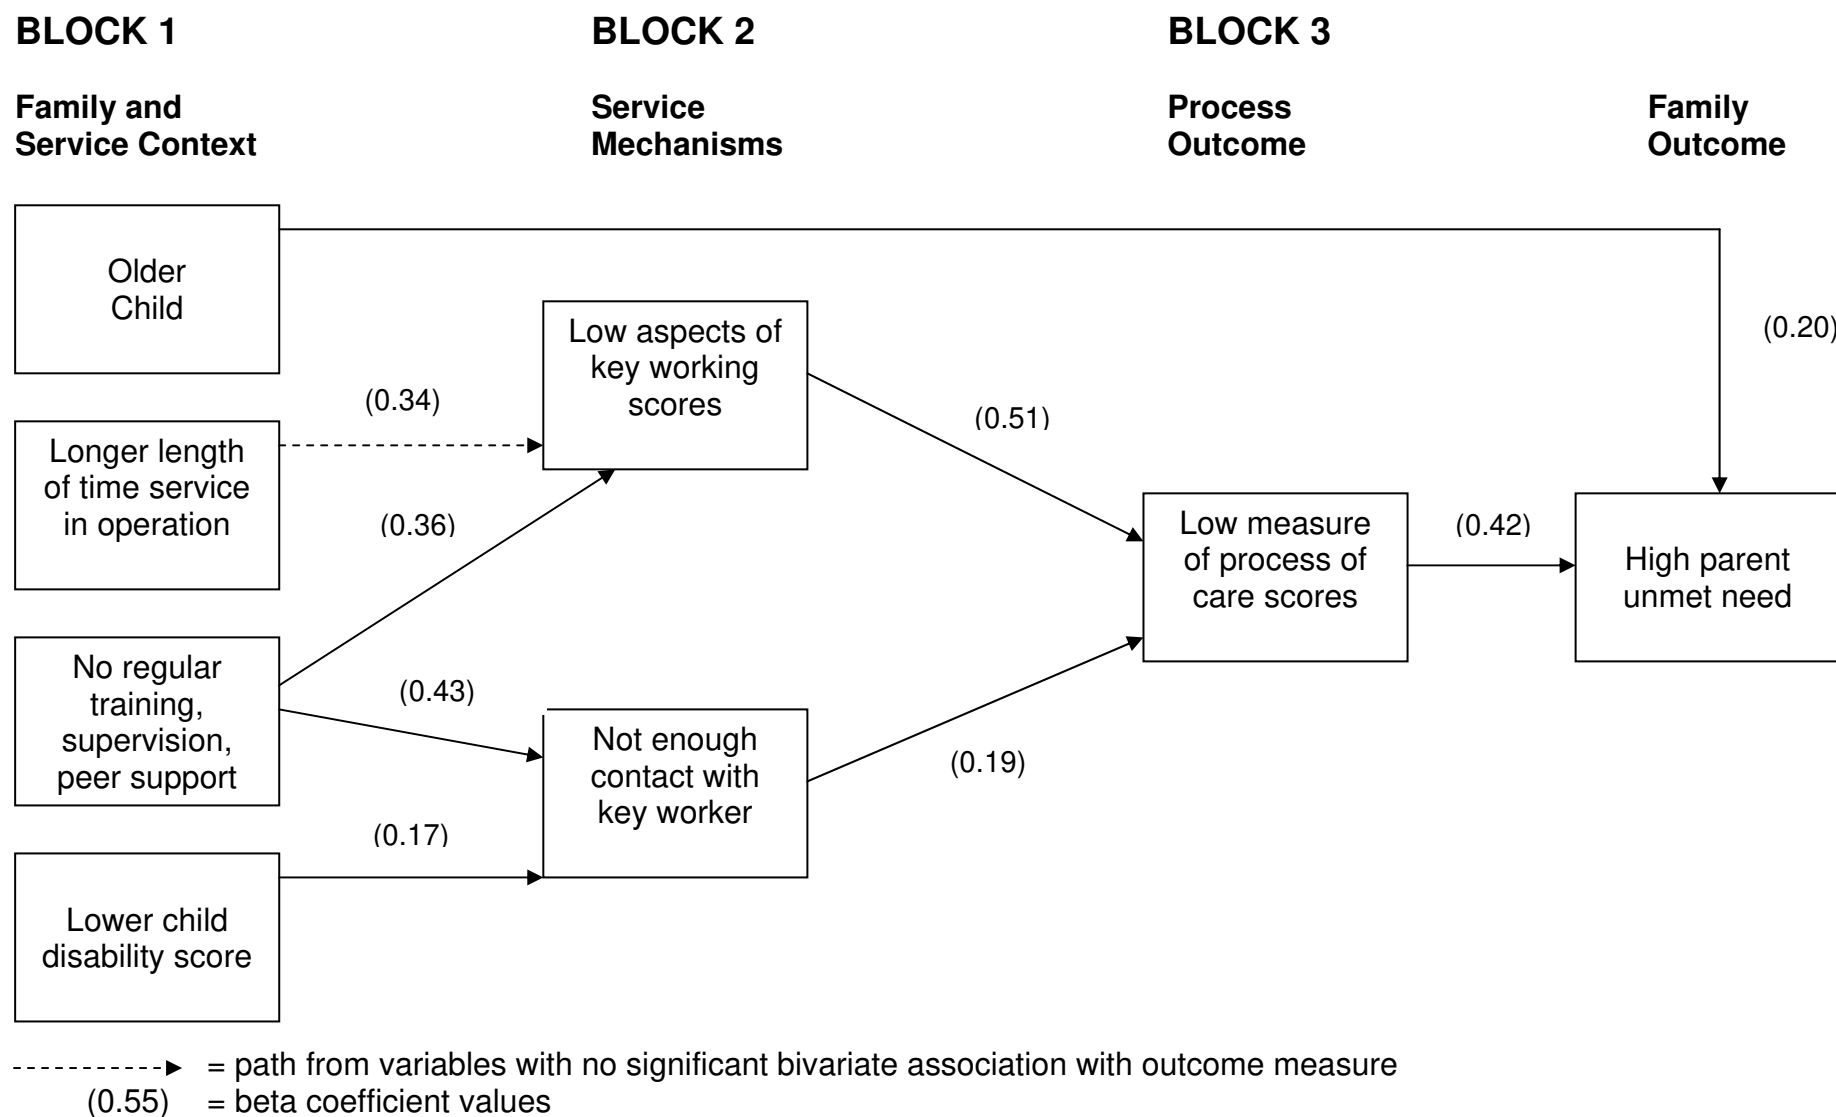 BLOCK 1
BLOCK 2
BLOCK 3
Family and
Service Context
Service
Mechanisms
Process
Outcome
Family
Outcome
Older
Child
Low aspects of
key working
scores
(0.20)
(0.34)
(0.51)
Longer length
of time service
in operation
(0.36)
Low measure
of process of
care scores
(0.42)
High parent
unmet need
No regular
training,
supervision,
peer support
(0.43)
Not enough
contact with
key worker
(0.19)
(0.17)
Lower child
disability score
= path from variables with no significant bivariate association with outcome measure
(0.55) = beta coefficient values